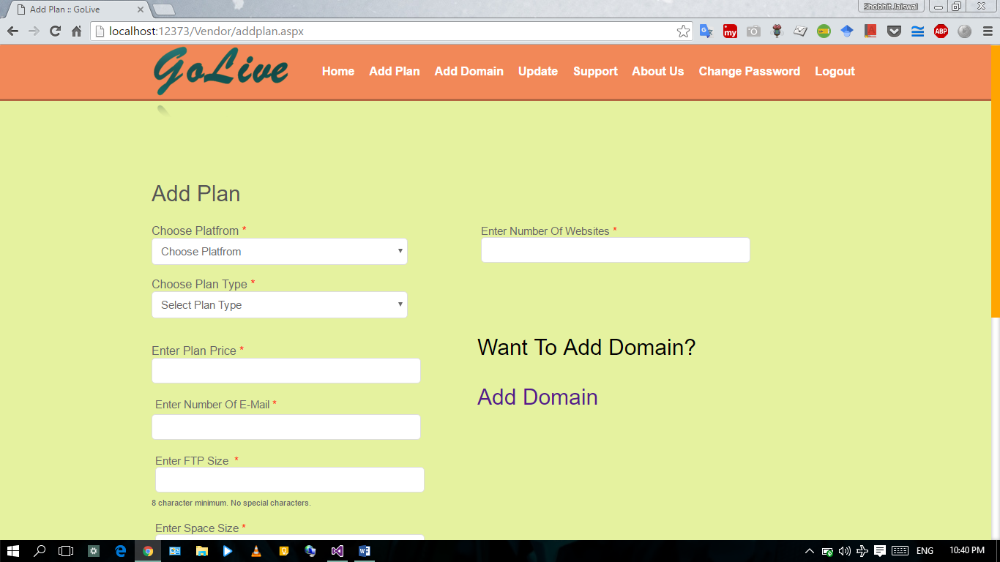 Add Plan :: GoLive
Shobhit Jaiswal
localhost:12373/Vendor/addplan.aspx
my
ABP
GoLive
Home Add Plan Add Domain Update Support About Us Change Password Logout
Add Plan
Choose Platfrom *
Choose Platfrom
Enter Number Of Websites *
Choose Plan Type *
Select Plan Type
Enter Plan Price *
Want To Add Domain?
Add Domain
Enter Number Of E-Mail *
Enter FTP Size *
8 character minimum. No special characters.
Enter Space Size *
ENG
10:40 PM